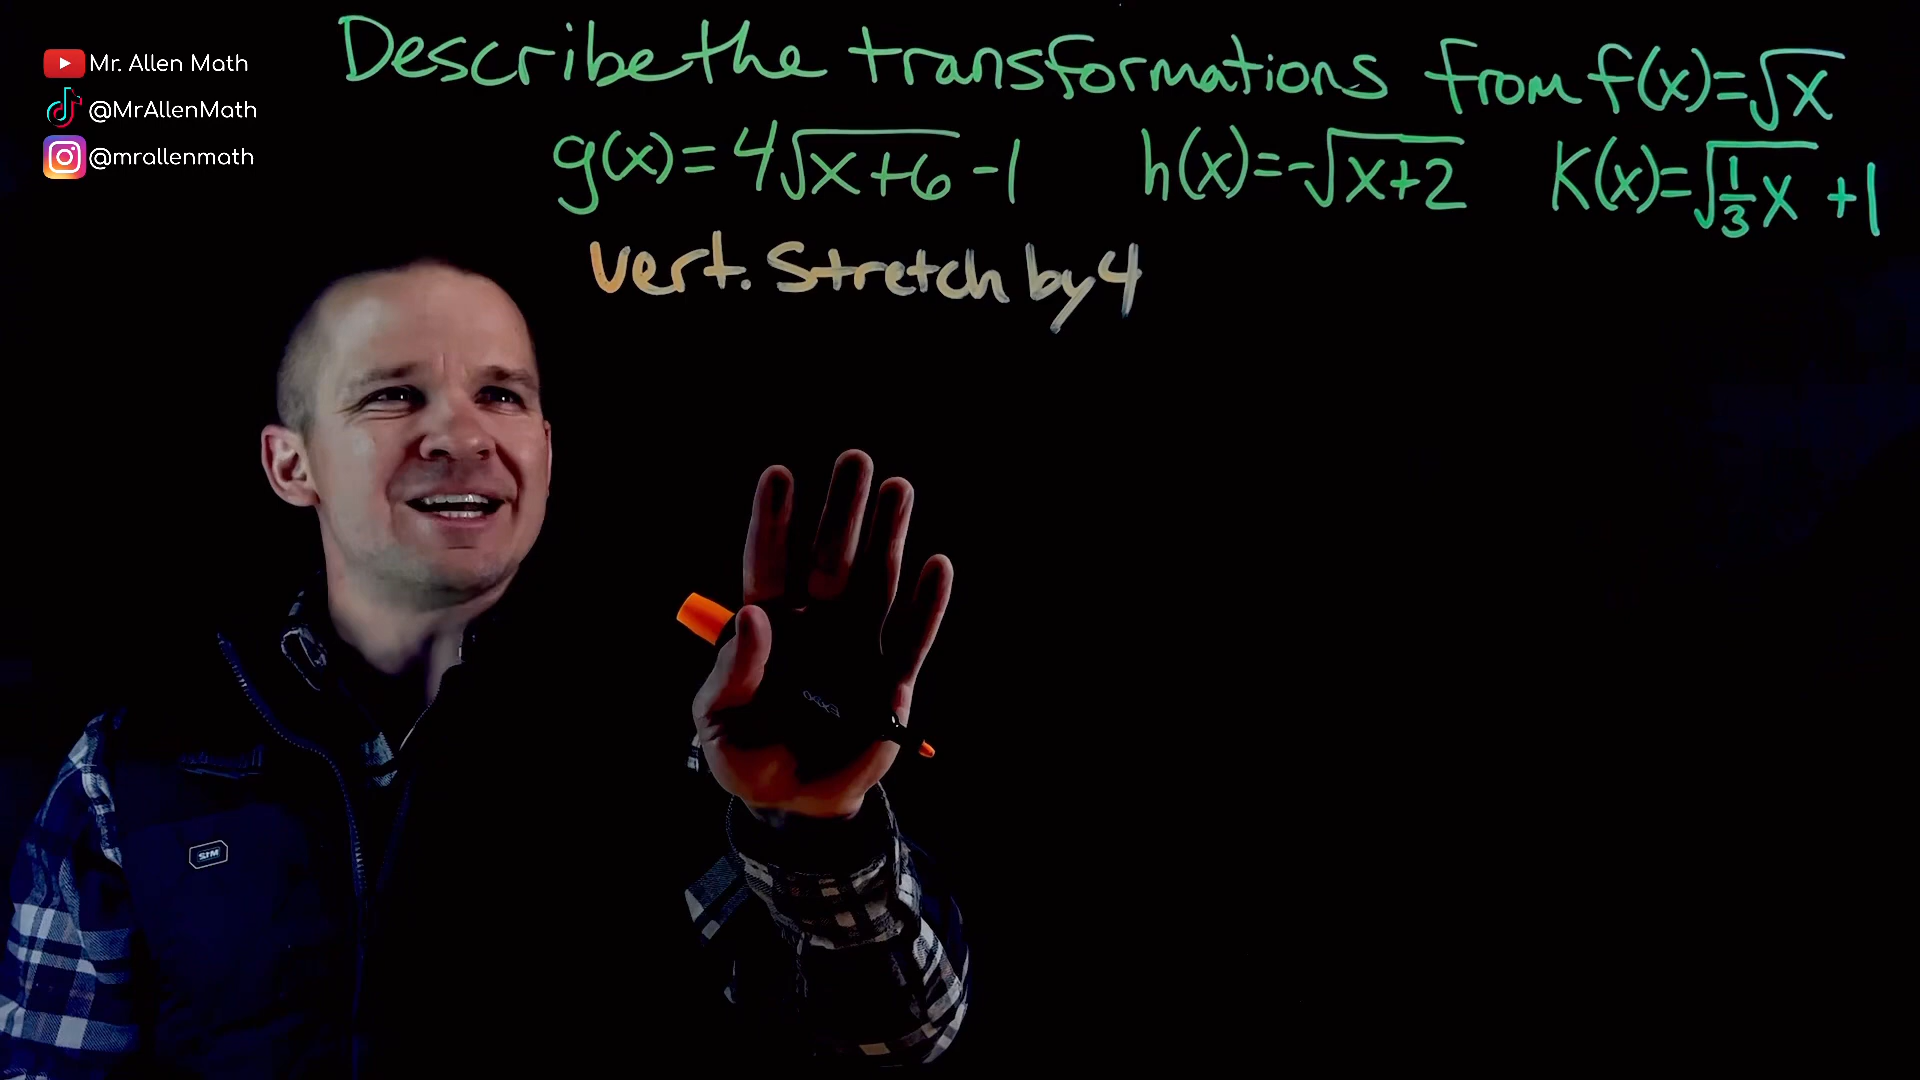 Mr. Allen Math
@MrAllenMath
@mrallenmath
Describe the transformations from f(x)=√x
g(x)=4√x+6 -1 h(x)=-√x+2 K(x)=√1/3x +1
Vert. Stretch by 4